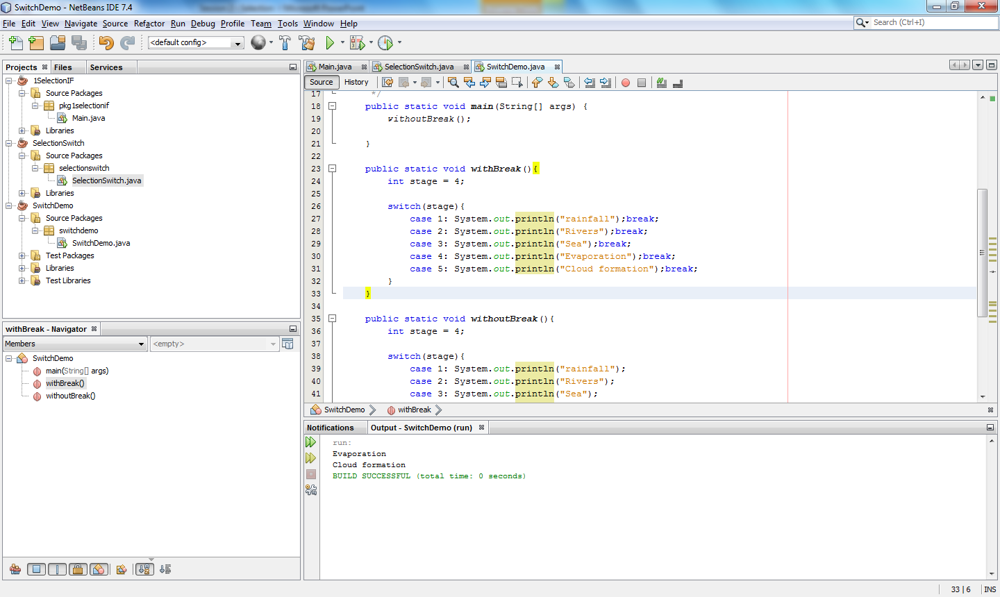 SwitchDemo - NetBeans IDE 7.4
File Edit View Navigate Source Refactor Run Debug Profile Team Tools Window Help
Search (Ctrl+I)
<default config>
Projects Files Services
1SelectionIF
Source Packages
pkg1selectionif
Main.java
Libraries
SelectionSwitch
Source Packages
selectionswitch
SelectionSwitch.java
Libraries
SwitchDemo
Source Packages
switchdemo
SwitchDemo.java
Test Packages
Libraries
Test Libraries
withBreak - Navigator
Members <empty>
SwitchDemo
main(String[] args)
withBreak()
withoutBreak()
Main.java SelectionSwitch.java SwitchDemo.java
Source History
17 */
18 public static void main(String[] args) {
19 withoutBreak();
20
21 }
22
23 public static void withBreak(){
24 int stage = 4;
25
26 switch(stage){
27 case 1: System.out.println("rainfall");break;
28 case 2: System.out.println("Rivers");break;
29 case 3: System.out.println("Sea");break;
30 case 4: System.out.println("Evaporation");break;
31 case 5: System.out.println("Cloud formation");break;
32 }
33 }
34
35 public static void withoutBreak(){
36 int stage = 4;
37
38 switch(stage){
39 case 1: System.out.println("rainfall");
40 case 2: System.out.println("Rivers");
41 case 3: System.out.println("Sea");
SwitchDemo withBreak
Notifications Output - SwitchDemo (run)
run:
Evaporation
Cloud formation
BUILD SUCCESSFUL (total time: 0 seconds)
33 | 6 INS